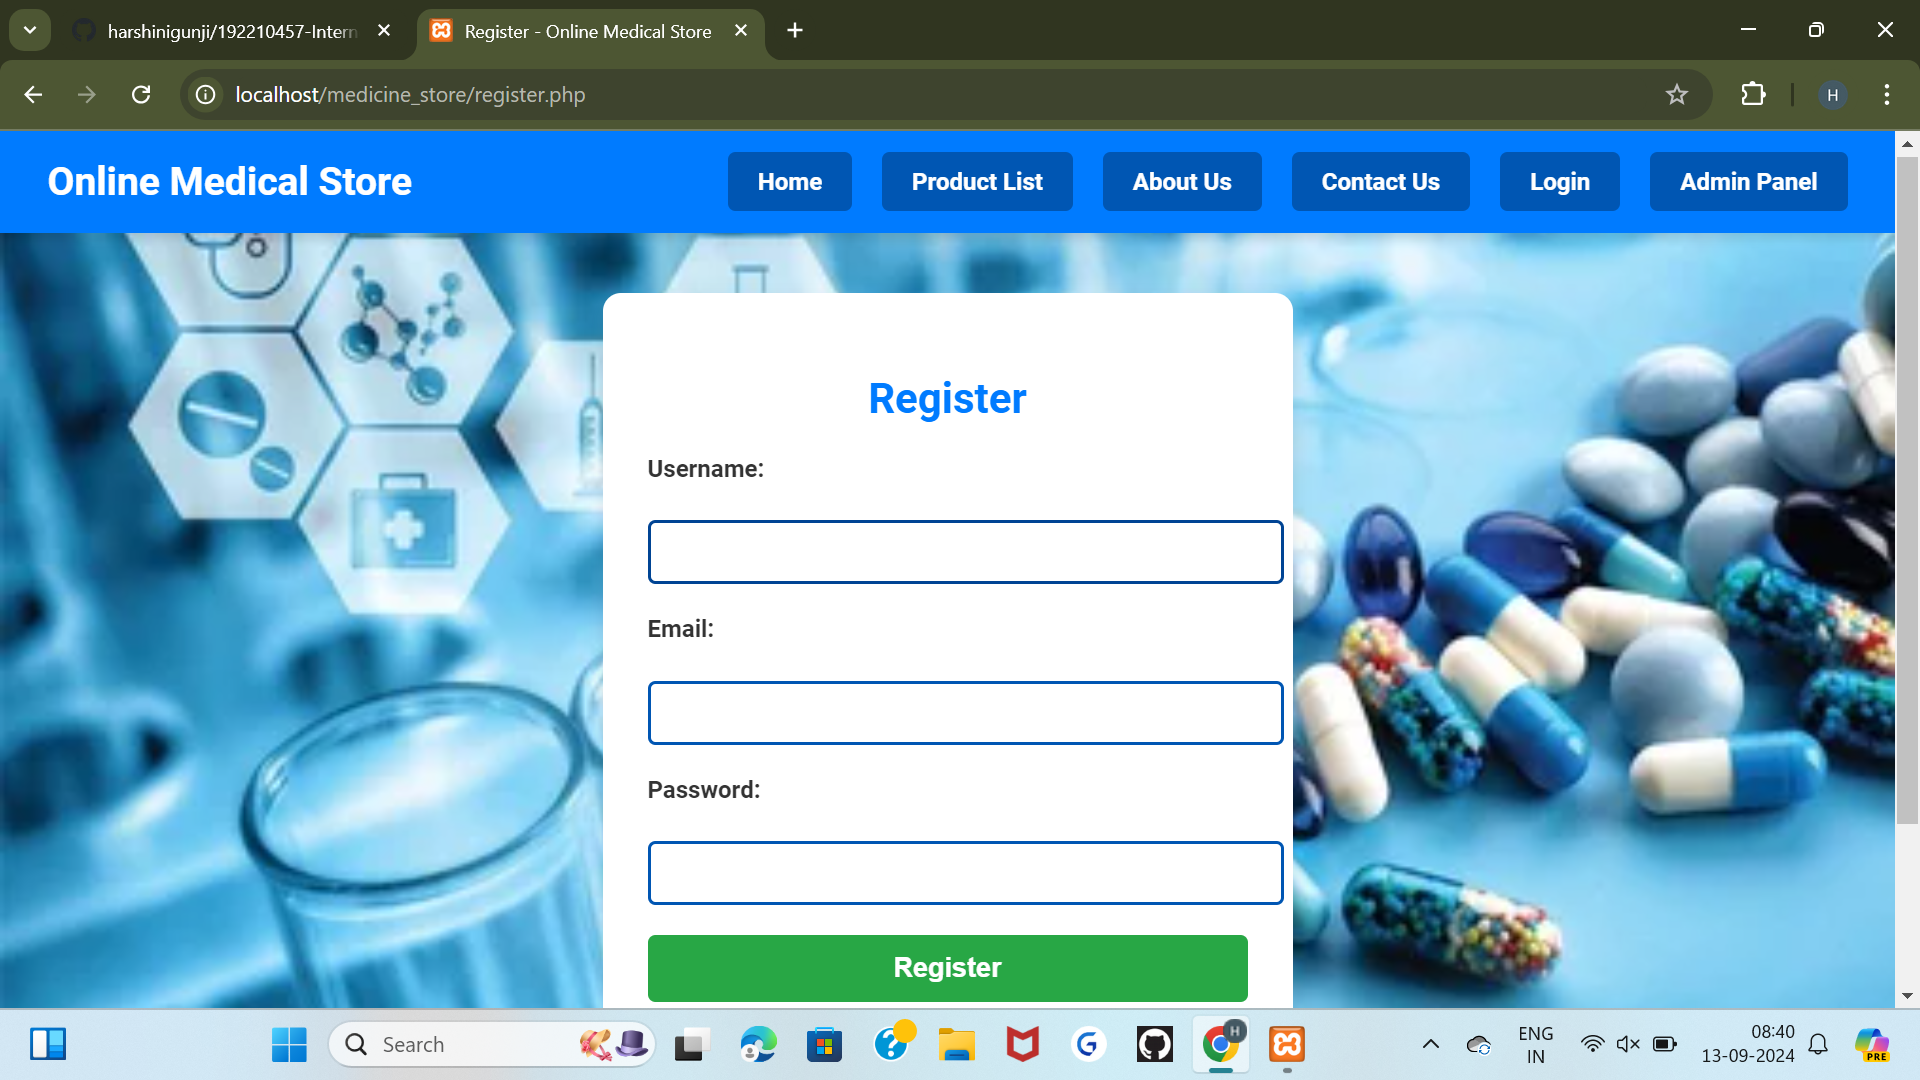 harshinigunji/192210457-Intern
Register - Online Medical Store
localhost/medicine_store/register.php
H
Online Medical Store
Home
Product List
About Us
Contact Us
Login
Admin Panel
Register
Username:
Email:
Password:
Register
Search
H
ENG
IN
08:40
13-09-2024
PRE